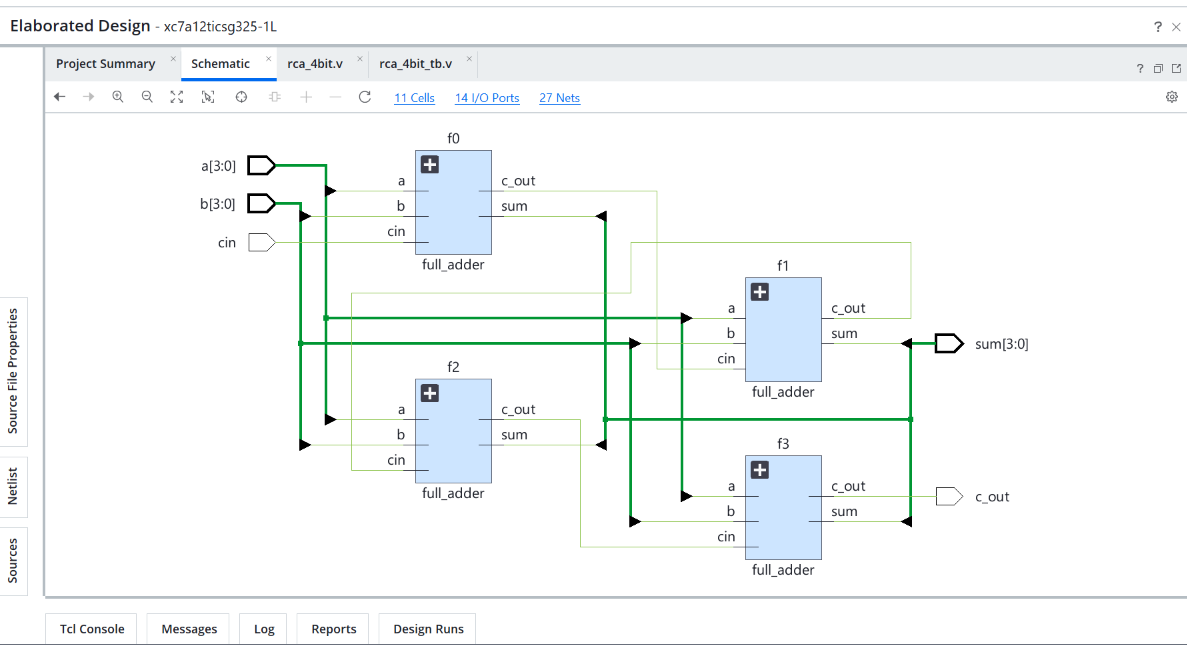 Elaborated Design - xc7a12ticsg325-1L
? ×
Project Summary × Schematic × rca_4bit.v × rca_4bit_tb.v ×
?
11 Cells 14 I/O Ports 27 Nets
Source File Properties
Netlist
Sources
f0
a[3:0]
b[3:0]
cin
a
b
cin
c_out
sum
full_adder
f1
a
b
cin
c_out
sum
full_adder
sum[3:0]
f2
a
b
cin
c_out
sum
full_adder
f3
a
b
cin
c_out
sum
full_adder
c_out
Tcl Console Messages Log Reports Design Runs